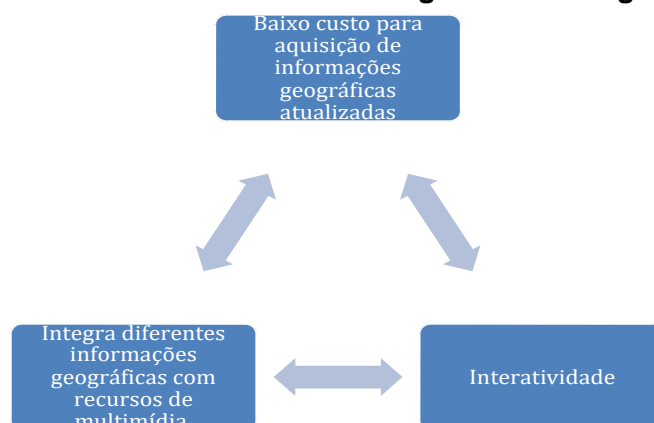 Baixo custo para
aquisição de
informações
geográficas
atualizadas
Integra diferentes
informações
geográficas com
recursos de
multimídia
Interatividade